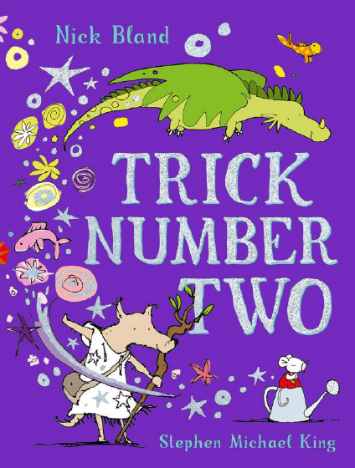 Nick Bland
TRICK
NUMBER
TWO
Stephen Michael King